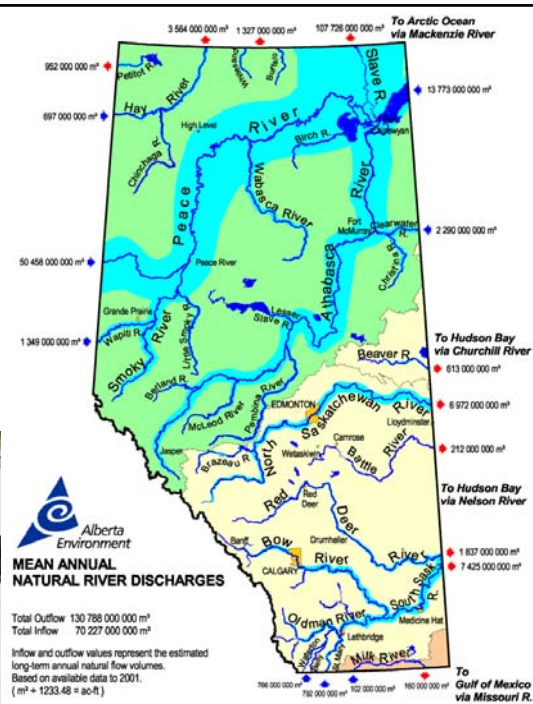 3 564 000 000 m³
1 327 000 000 m³
107 726 000 000 m³
To Arctic Ocean
via Mackenzie River
952 000 000 m³
Petitot R.
Buffalo
Slave R.
697 000 000 m³
Hay River
13 773 000 000 m³
High Level
Chinchaga R.
Peace River
Birch R.
Wabasca River
Fort
McMurray
Clearwater
R.
2 290 000 000 m³
Christina R.
Athabasca River
50 458 000 000 m³
Peace River
Lesser
Slave R.
Grande Prairie
Wapiti R.
Smoky River
Little Smoky R.
1 349 000 000 m³
To Hudson Bay
via Churchill River
Beaver R.
613 000 000 m³
Berland R.
McLeod River
Pembina River
EDMONTON
North Saskatchewan River
6 972 000 000 m³
Lloydminster
Jasper
Brazeau R.
Camrose
Wetaskiwin
Battle River
212 000 000 m³
To Hudson Bay
via Nelson River
Red Deer River
Red
Deer
Alberta
Environment
Banff
Bow River
Drumheller
CALGARY
1 837 000 000 m³
7 425 000 000 m³
MEAN ANNUAL
NATURAL RIVER DISCHARGES
South Sask. R.
Oldman River
Medicine Hat
Lethbridge
Total Outflow 130 788 000 000 m³
Total Inflow 70 227 000 000 m³
Waterton
Belly
St. Mary
Milk River
Inflow and outflow values represent the estimated
long-term annual natural flow volumes.
Based on available data to 2001.
( m³ ÷ 1233.48 = ac-ft )
766 000 000 m³
792 000 000 m³
102 000 000 m³
160 000 000 m³
To
Gulf of Mexico
via Missouri R.